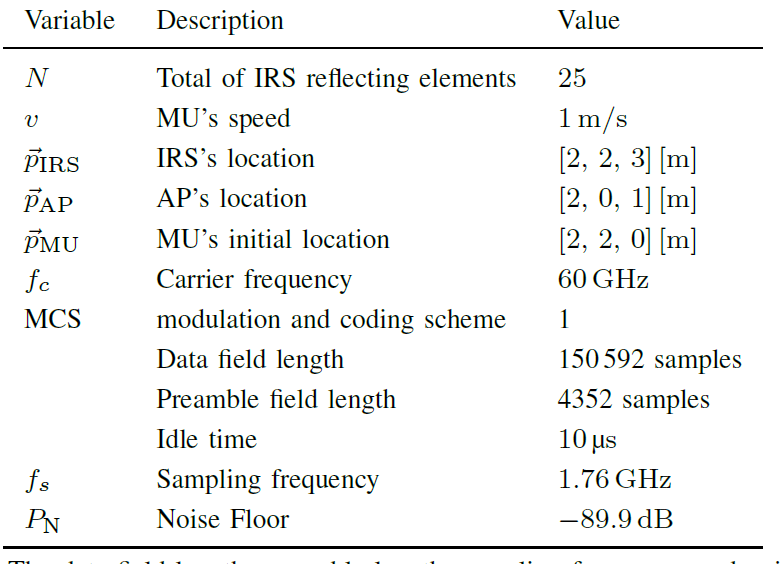 Variable Description Value
N Total of IRS reflecting elements 25
v MU's speed 1 m/s
p⃗IRS IRS's location [2, 2, 3] [m]
p⃗AP AP's location [2, 0, 1] [m]
p⃗MU MU's initial location [2, 2, 0] [m]
fc Carrier frequency 60 GHz
MCS modulation and coding scheme 1
Data field length 150 592 samples
Preamble field length 4352 samples
Idle time 10 µs
fs Sampling frequency 1.76 GHz
PN Noise Floor −89.9 dB